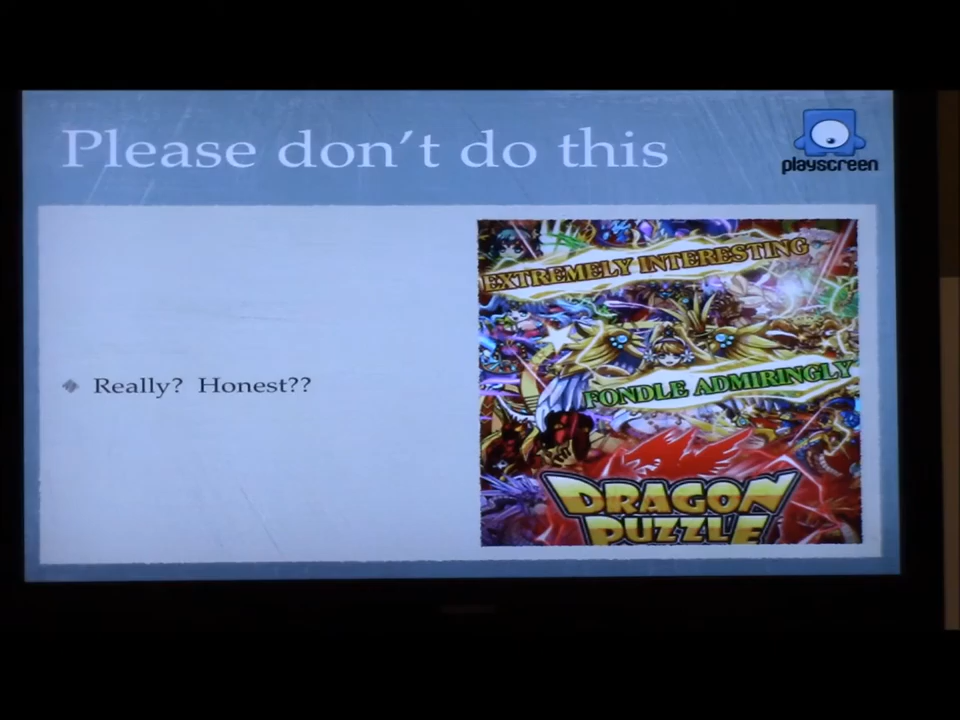 Please don't do this
playscreen
Really? Honest??
EXTREMELY INTERESTING
FONDLE ADMIRINGLY
DRAGON
PUZZLE